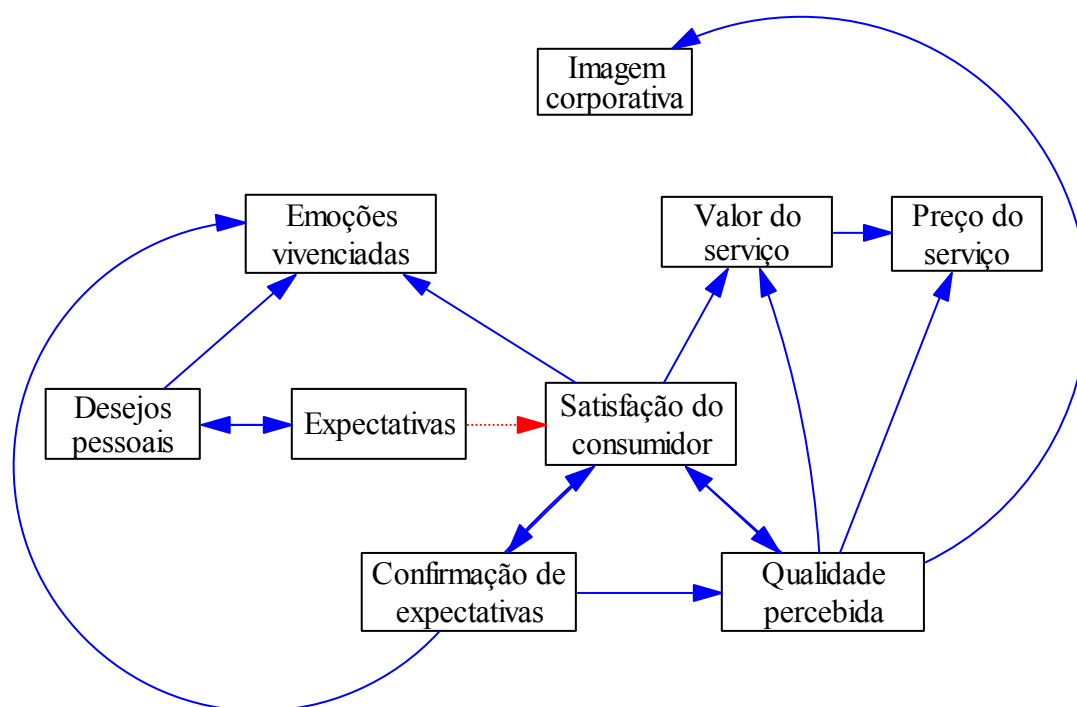 Imagem
corporativa
Emoções
vivenciadas
Valor do
serviço
Preço do
serviço
Desejos
pessoais
Expectativas
Satisfação do
consumidor
Confirmação de
expectativas
Qualidade
percebida